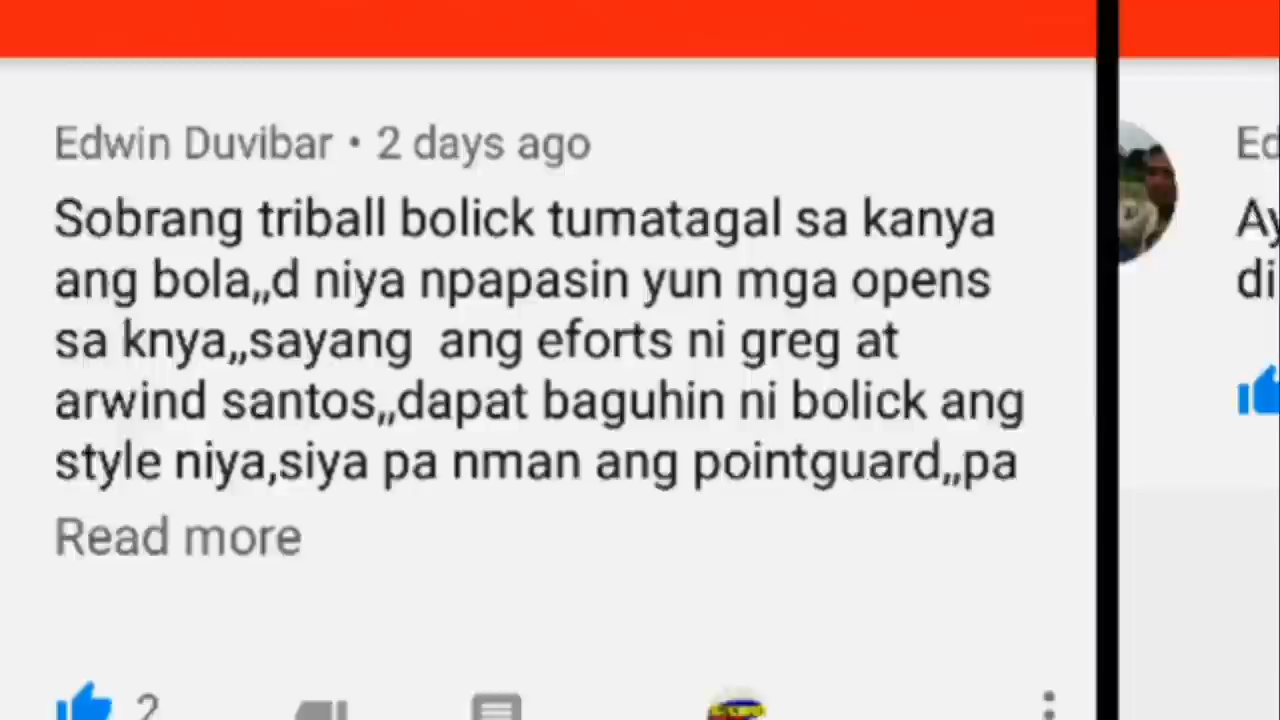 Edwin Duvibar • 2 days ago
Sobrang triball bolick tumatagal sa kanya
ang bola,,d niya npapasin yun mga opens
sa knya,,sayang ang eforts ni greg at
arwind santos,,dapat baguhin ni bolick ang
style niya,siya pa nman ang pointguard,,pa
Read more
2
Ed
Ay
di